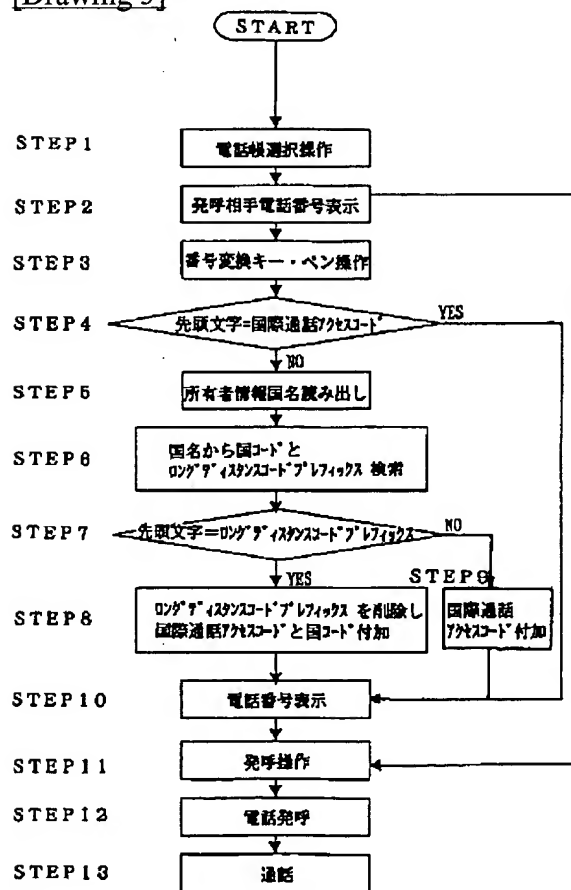 [Drawing 9]
START
STEP1
電話帳選択操作
STEP2
発呼相手電話番号表示
STEP3
番号変換キー・ペン操作
STEP4
先頭文字=国際通話アクセスコード
YES
NO
STEP5
所有者情報国名読み出し
STEP6
国名から国コードと
ロングディスタンスコードプレフィックス 検索
STEP7
先頭文字=ロングディスタンスコードプレフィックス
NO
YES
STEP9
STEP8
ロングディスタンスコードプレフィックス を削除し
国際通話アクセスコードと国コード付加
国際通話
アクセスコード付加
STEP10
電話番号表示
STEP11
発呼操作
STEP12
電話発呼
STEP13
通話